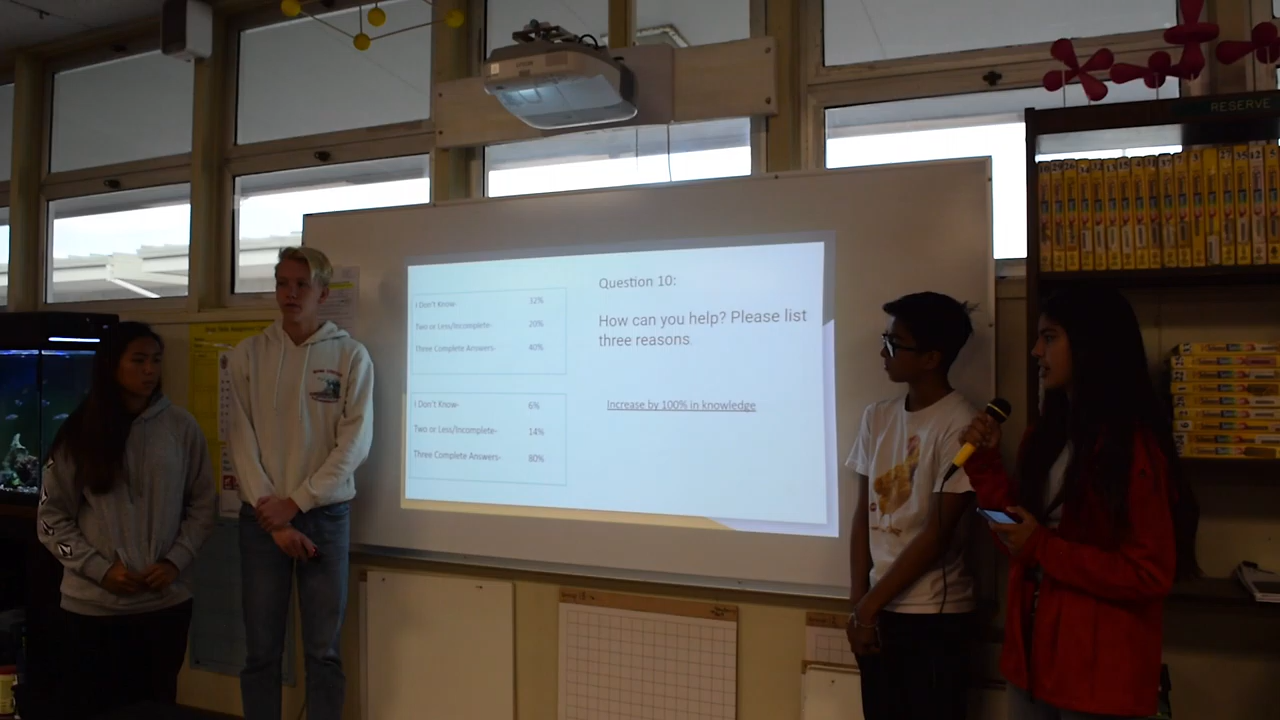 RESERVE
Question 10:
How can you help? Please list
three reasons
Increase by 100% in knowledge
I Don't Know- 32%
Two or Less/Incomplete- 20%
Three Complete Answers- 40%
I Don't Know- 6%
Two or Less/Incomplete- 14%
Three Complete Answers- 80%